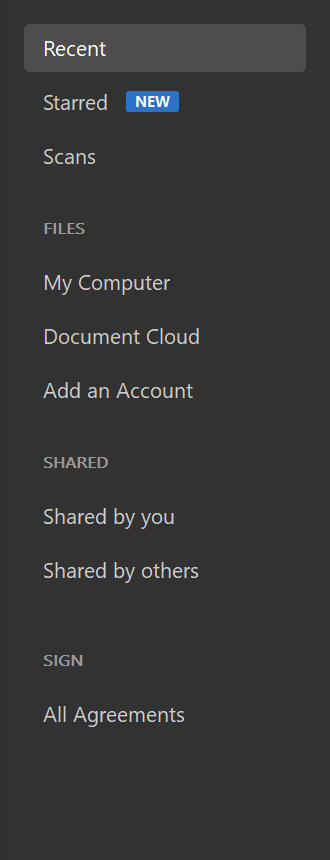 Recent
Starred NEW
Scans
FILES
My Computer
Document Cloud
Add an Account
SHARED
Shared by you
Shared by others
SIGN
All Agreements